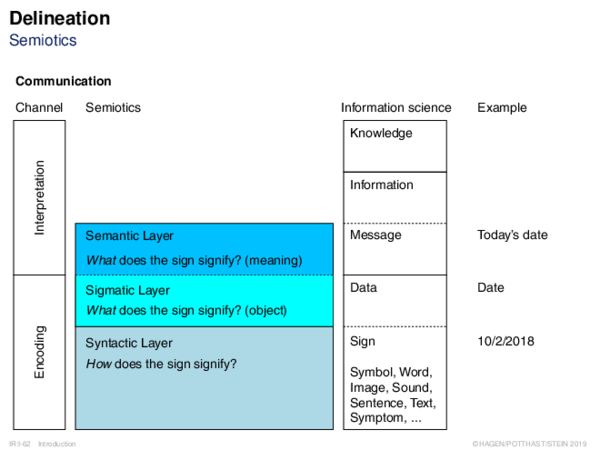 Delineation
Semiotics
Communication
Channel Semiotics Information science Example
Interpretation
Encoding
Knowledge
Information
Semantic Layer
What does the sign signify? (meaning)
Message
Today's date
Sigmatic Layer
What does the sign signify? (object)
Data
Date
Syntactic Layer
How does the sign signify?
Sign
10/2/2018
Symbol, Word,
Image, Sound,
Sentence, Text,
Symptom, ...
IR:I-62 Introduction
©HAGEN/POTTHAST/STEIN 2019